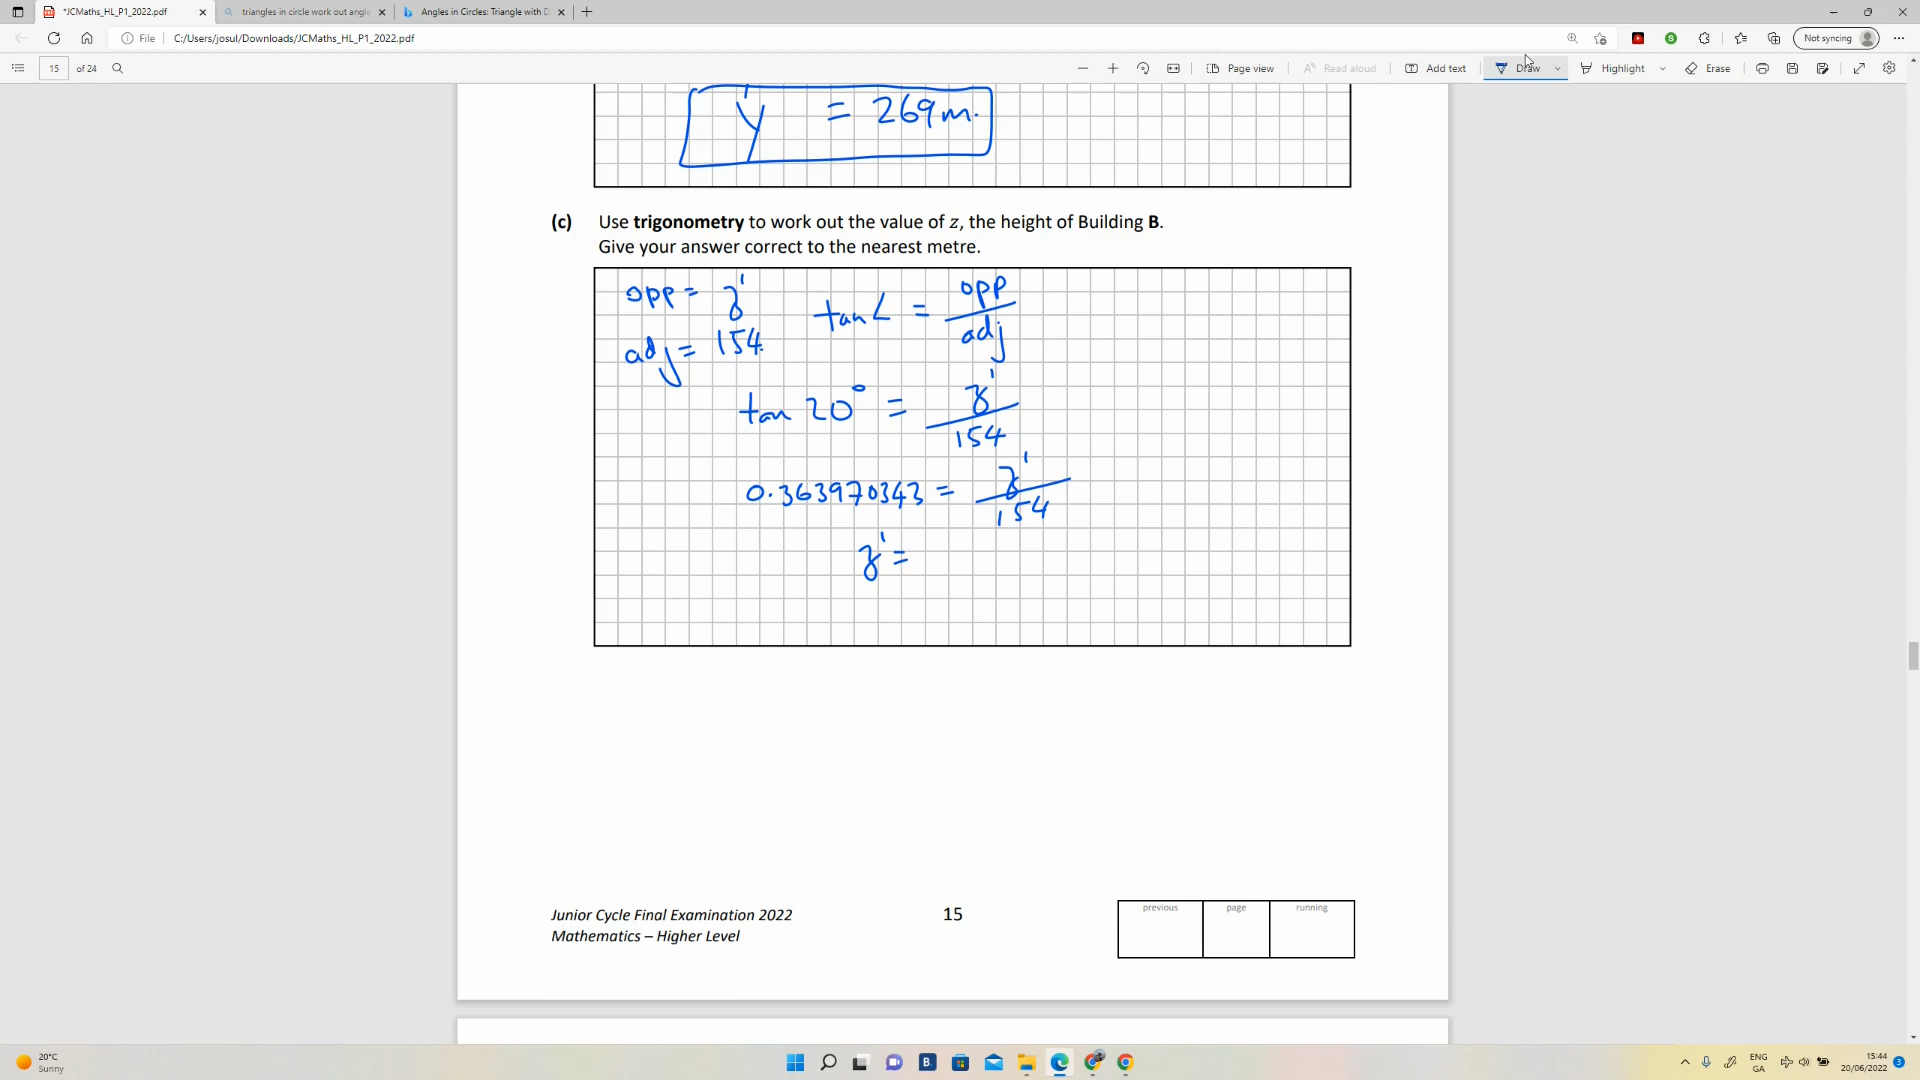 *JCMaths_HL_P1_2022.pdf
triangles in circle work out angle
Angles in Circles: Triangle with D
File
C:/Users/josul/Downloads/JCMaths_HL_P1_2022.pdf
Not syncing
15
of 24
Page view
Read aloud
Add text
Draw
Highlight
Erase
y' = 269m.
(c) Use trigonometry to work out the value of z, the height of Building B.
Give your answer correct to the nearest metre.
opp = z'
adj = 154
tan ∠ = opp/adj
tan 20° = z'/154
0.363970343 = z'/154
z' =
Junior Cycle Final Examination 2022
Mathematics – Higher Level
15
previous
page
running
20°C
Sunny
ENG
GA
15:44
20/06/2022
3